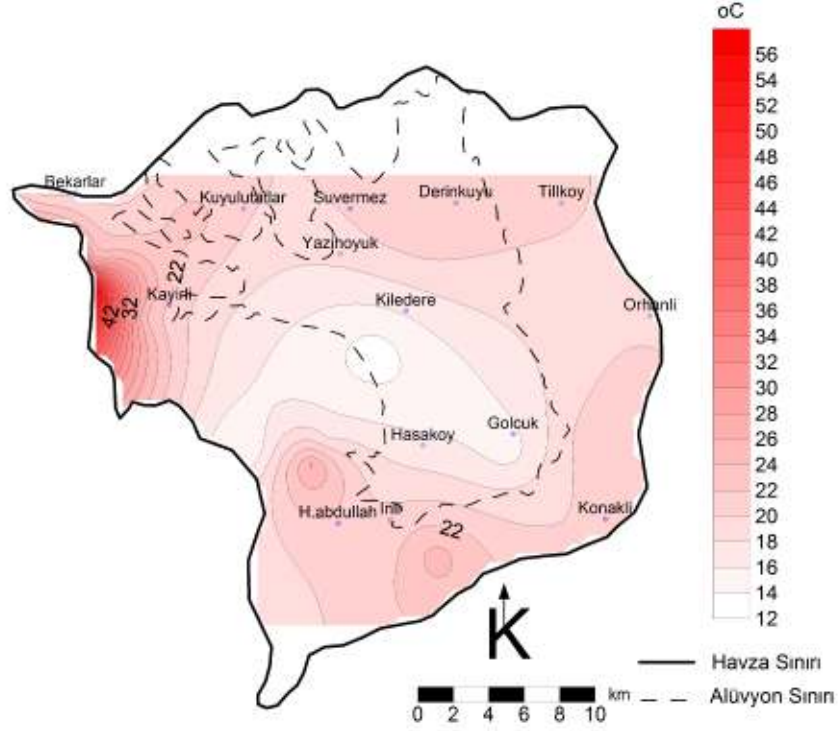 oC
56
54
52
50
48
46
44
42
40
38
36
34
32
30
28
26
24
22
20
18
16
14
12
Bekarlar
Kuyulutatlar
Suvermez
Derinkuyu
Tillkoy
Yazihoyuk
22
Kayirli
42
32
Kiledere
Orhanli
Golcuk
Hasakoy
H.abdullah
Inli
Konakli
22
K
km
0 2 4 6 8 10
Havza Sınırı
Alüvyon Sınırı